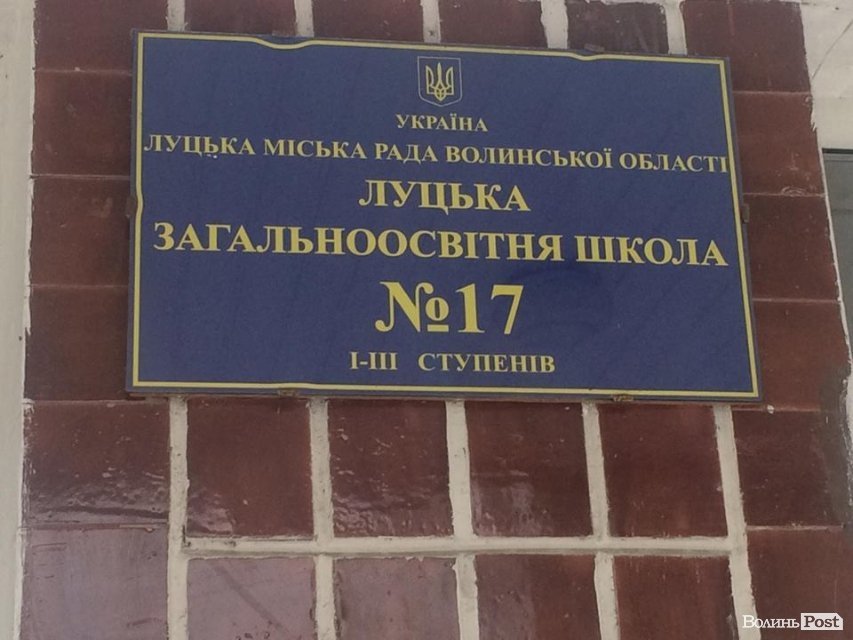 УКРАЇНА
ЛУЦЬКА МІСЬКА РАДА ВОЛИНСЬКОЇ ОБЛАСТІ
ЛУЦЬКА
ЗАГАЛЬНООСВІТНЯ ШКОЛА
№17
І-ІІІ СТУПЕНІВ
ВолиньPost